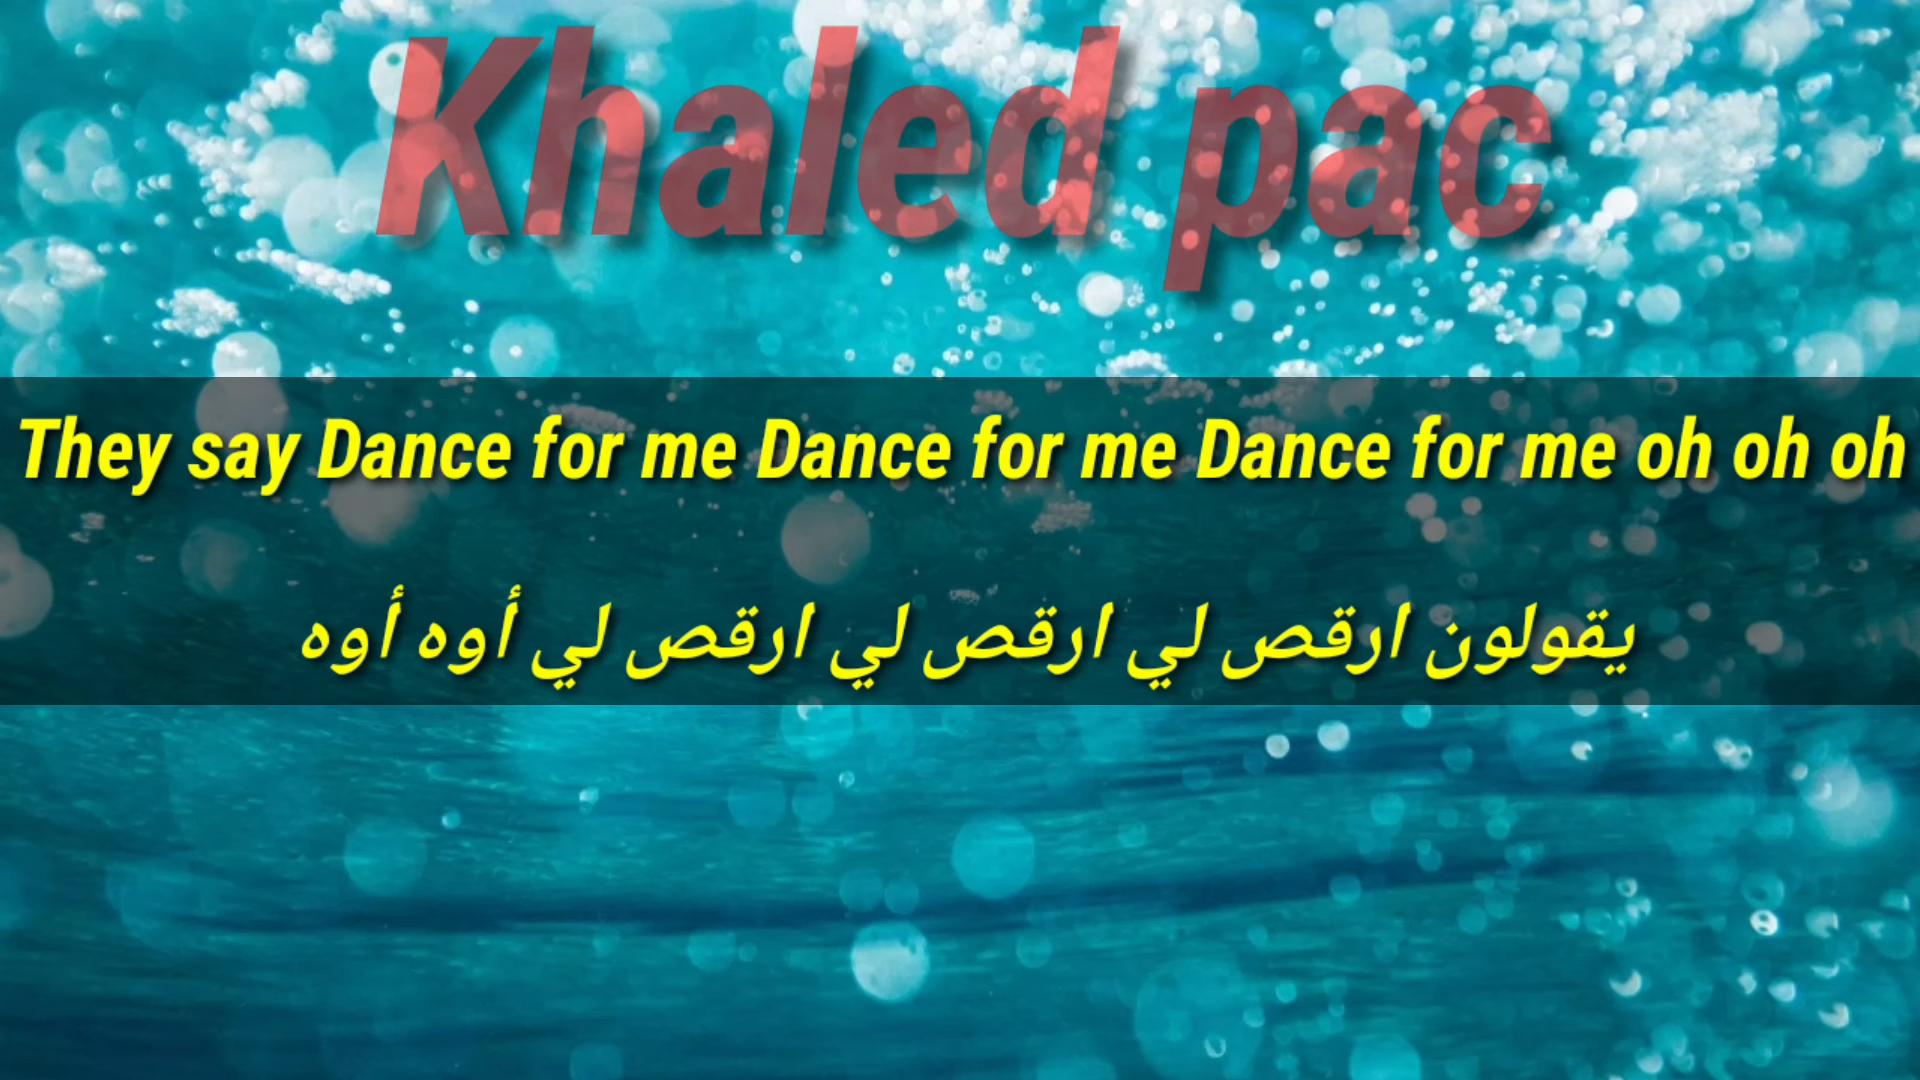 Khaled pac
They say Dance for me Dance for me Dance for me oh oh oh
يقولون ارقص لي ارقص لي ارقص لي أوه أوه